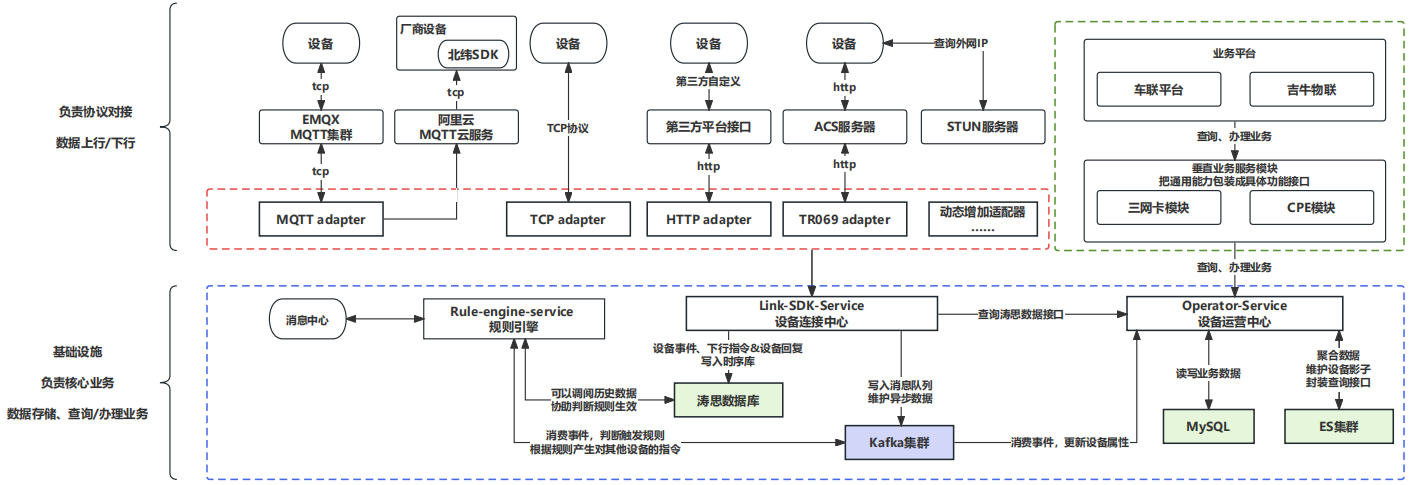 负责协议对接
数据上行/下行
设备
厂商设备
北纬SDK
设备
设备
设备
查询外网IP
tcp
tcp
TCP协议
第三方自定义
http
EMQX
MQTT集群
阿里云
MQTT云服务
第三方平台接口
ACS服务器
STUN服务器
tcp
http
http
MQTT adapter
TCP adapter
HTTP adapter
TR069 adapter
动态增加适配器
……
业务平台
车联平台
吉牛物联
查询、办理业务
垂直业务服务模块
把通用能力包装成具体功能接口
三网卡模块
CPE模块
查询、办理业务
基础设施
负责核心业务
数据存储、查询/办理业务
消息中心
Rule-engine-service
规则引擎
Link-SDK-Service
设备连接中心
查询涛思数据接口
Operator-Service
设备运营中心
设备事件、下行指令&设备回复
写入时序库
可以调阅历史数据
协助判断规则生效
涛思数据库
写入消息队列
维护异步数据
读写业务数据
聚合数据
维护设备影子
封装查询接口
消费事件，判断触发规则
根据规则产生对其他设备的指令
Kafka集群
消费事件，更新设备属性
MySQL
ES集群